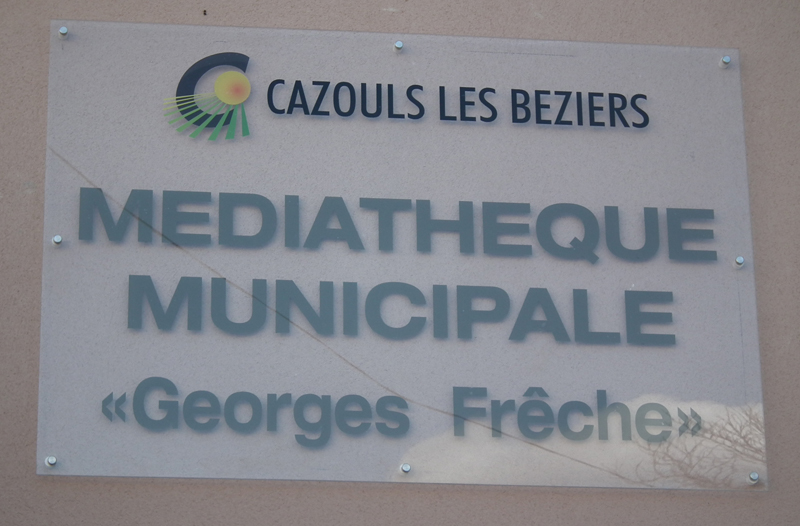 CAZOULS LES BEZIERS
MEDIATHEQUE
MUNICIPALE
«Georges Frêche»